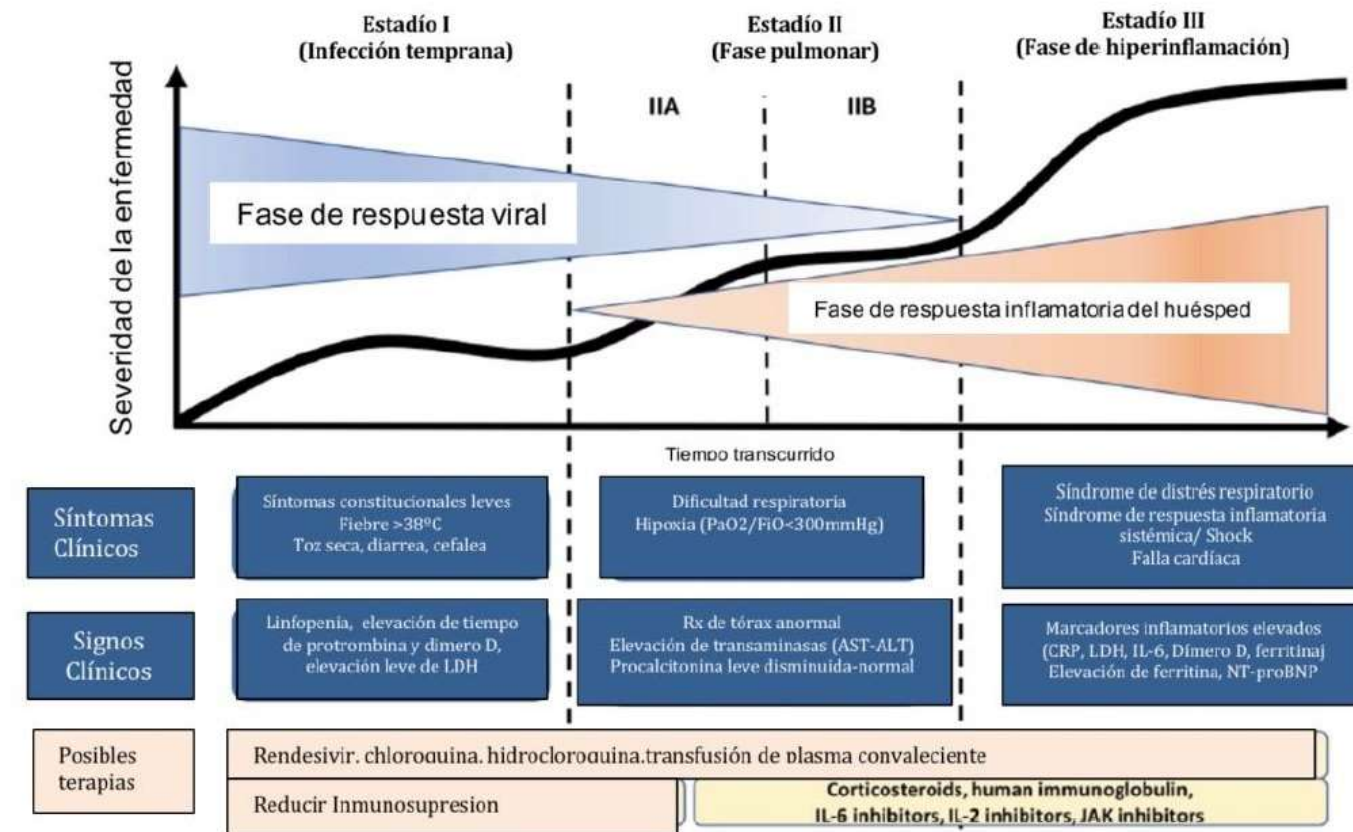 Estadío I
(Infección temprana)
Estadío II
(Fase pulmonar)
Estadío III
(Fase de hiperinflamación)
IIA
IIB
Severidad de la enfermedad
Fase de respuesta viral
Fase de respuesta inflamatoria del huésped
Tiempo transcurrido
Síntomas
Clínicos
Síntomas constitucionales leves
Fiebre >38ºC
Toz seca, diarrea, cefalea
Dificultad respiratoria
Hipoxia (PaO2/FiO<300mmHg)
Síndrome de distrés respiratorio
Síndrome de respuesta inflamatoria
sistémica/ Shock
Falla cardíaca
Signos
Clínicos
Linfopenia, elevación de tiempo
de protrombina y dimero D,
elevación leve de LDH
Rx de tórax anormal
Elevación de transaminasas (AST-ALT)
Procalcitonina leve disminuida-normal
Marcadores inflamatorios elevados
(CRP, LDH, IL-6, Dímero D, ferritinaj
Elevación de ferritina, NT-proBNP
Posibles
terapias
Rendesivir, chloroquina, hidrocloroquina,transfusión de plasma convaleciente
Reducir Inmunosupresion
Corticosteroids, human immunoglobulin,
IL-6 inhibitors, IL-2 inhibitors, JAK inhibitors